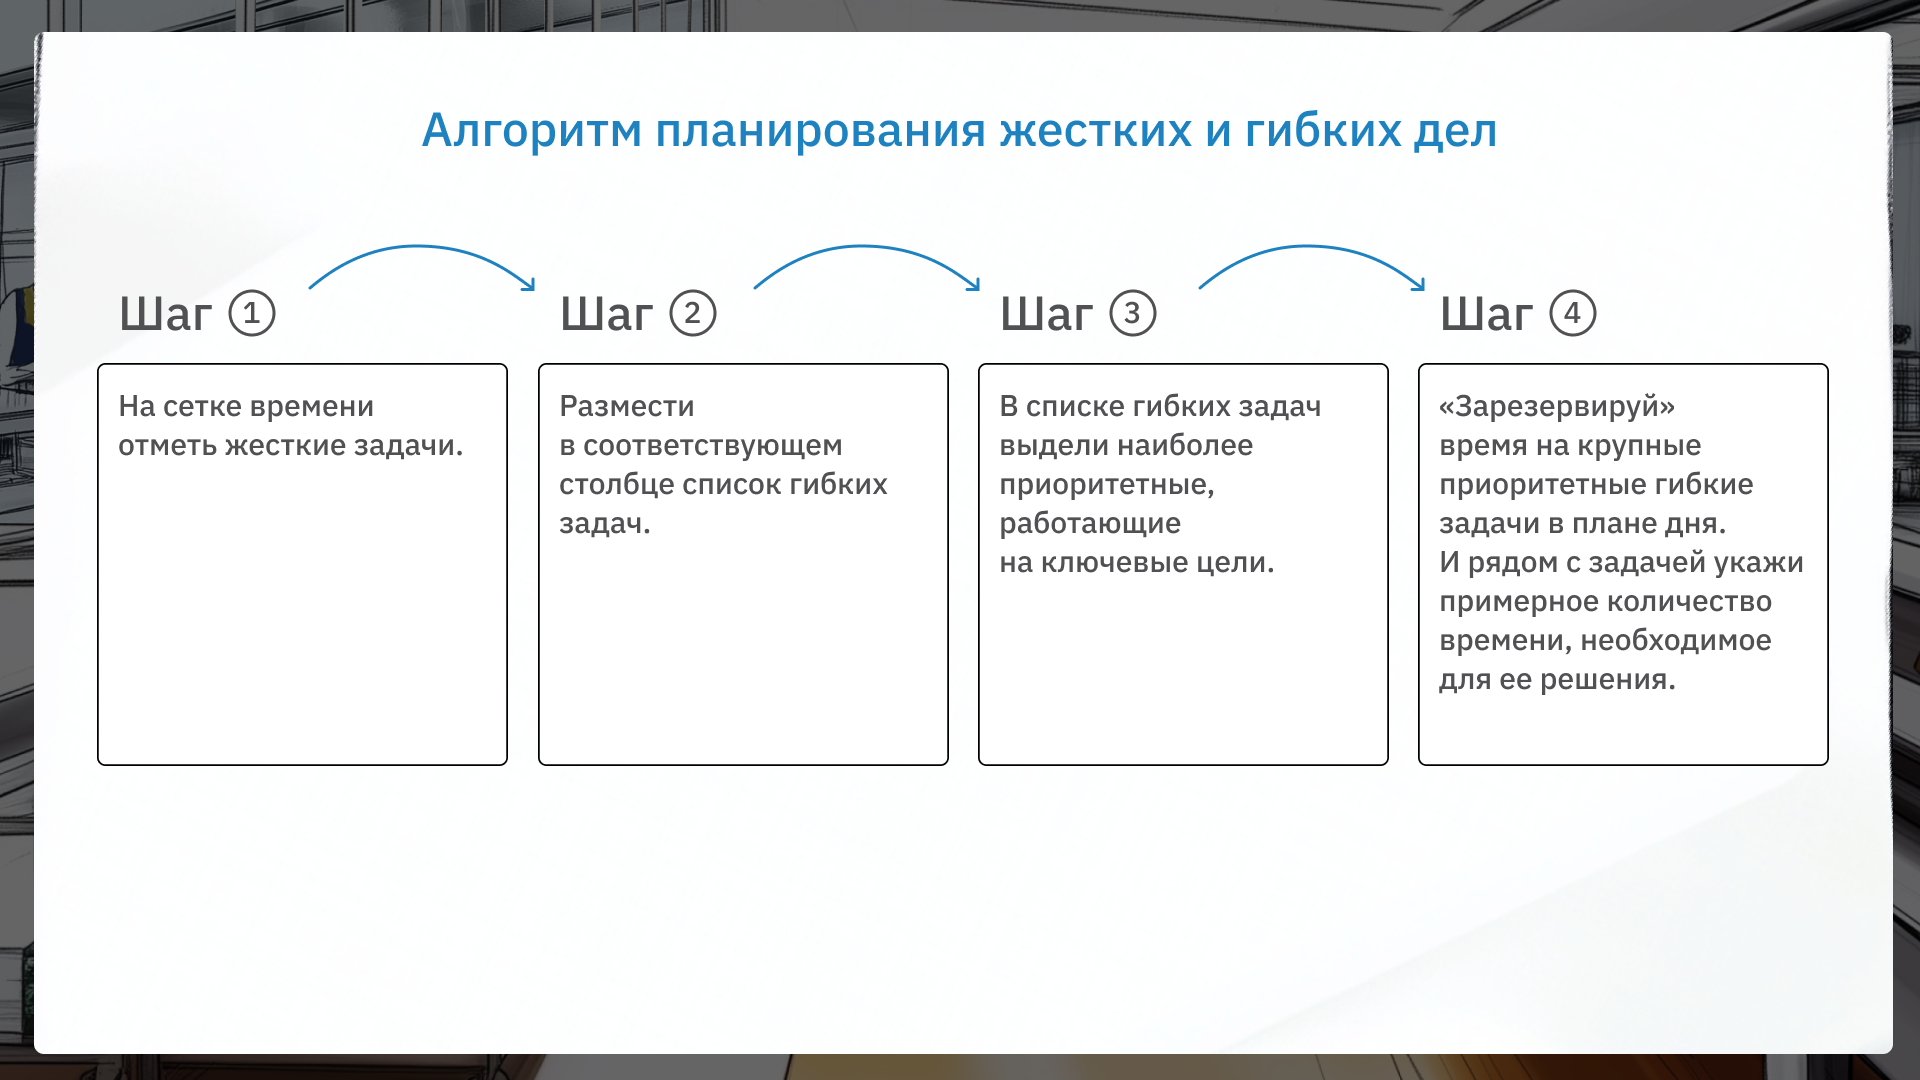 Алгоритм планирования жестких и гибких дел
Шаг 1
На сетке времени
отметь жесткие задачи.
Шаг 2
Размести
в соответствующем
столбце список гибких
задач.
Шаг 3
В списке гибких задач
выдели наиболее
приоритетные,
работающие
на ключевые цели.
Шаг 4
«Зарезервируй»
время на крупные
приоритетные гибкие
задачи в плане дня.
И рядом с задачей укажи
примерное количество
времени, необходимое
для ее решения.